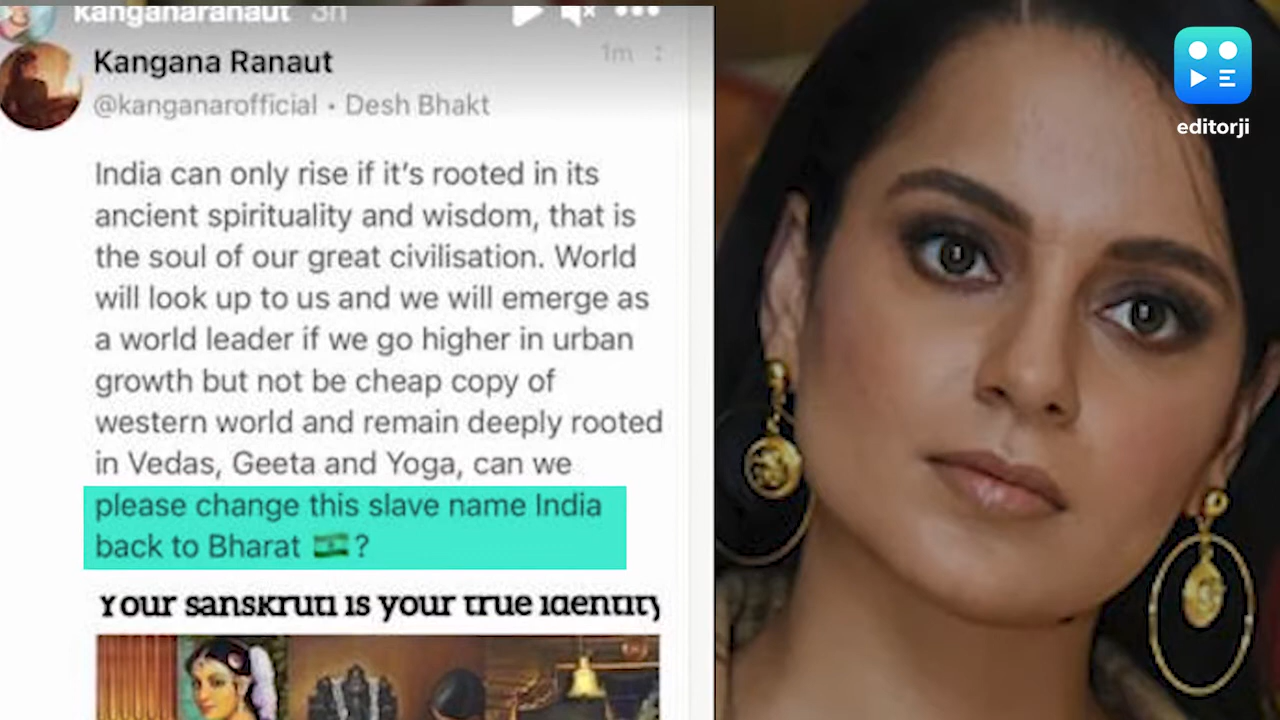 kanganaranaut 3h
Kangana Ranaut 1m
@kanganarofficial • Desh Bhakt
India can only rise if it's rooted in its
ancient spirituality and wisdom, that is
the soul of our great civilisation. World
will look up to us and we will emerge as
a world leader if we go higher in urban
growth but not be cheap copy of
western world and remain deeply rooted
in Vedas, Geeta and Yoga, can we
please change this slave name India
back to Bharat 🇮🇳?
Your sanskruti is your true identity
editorji